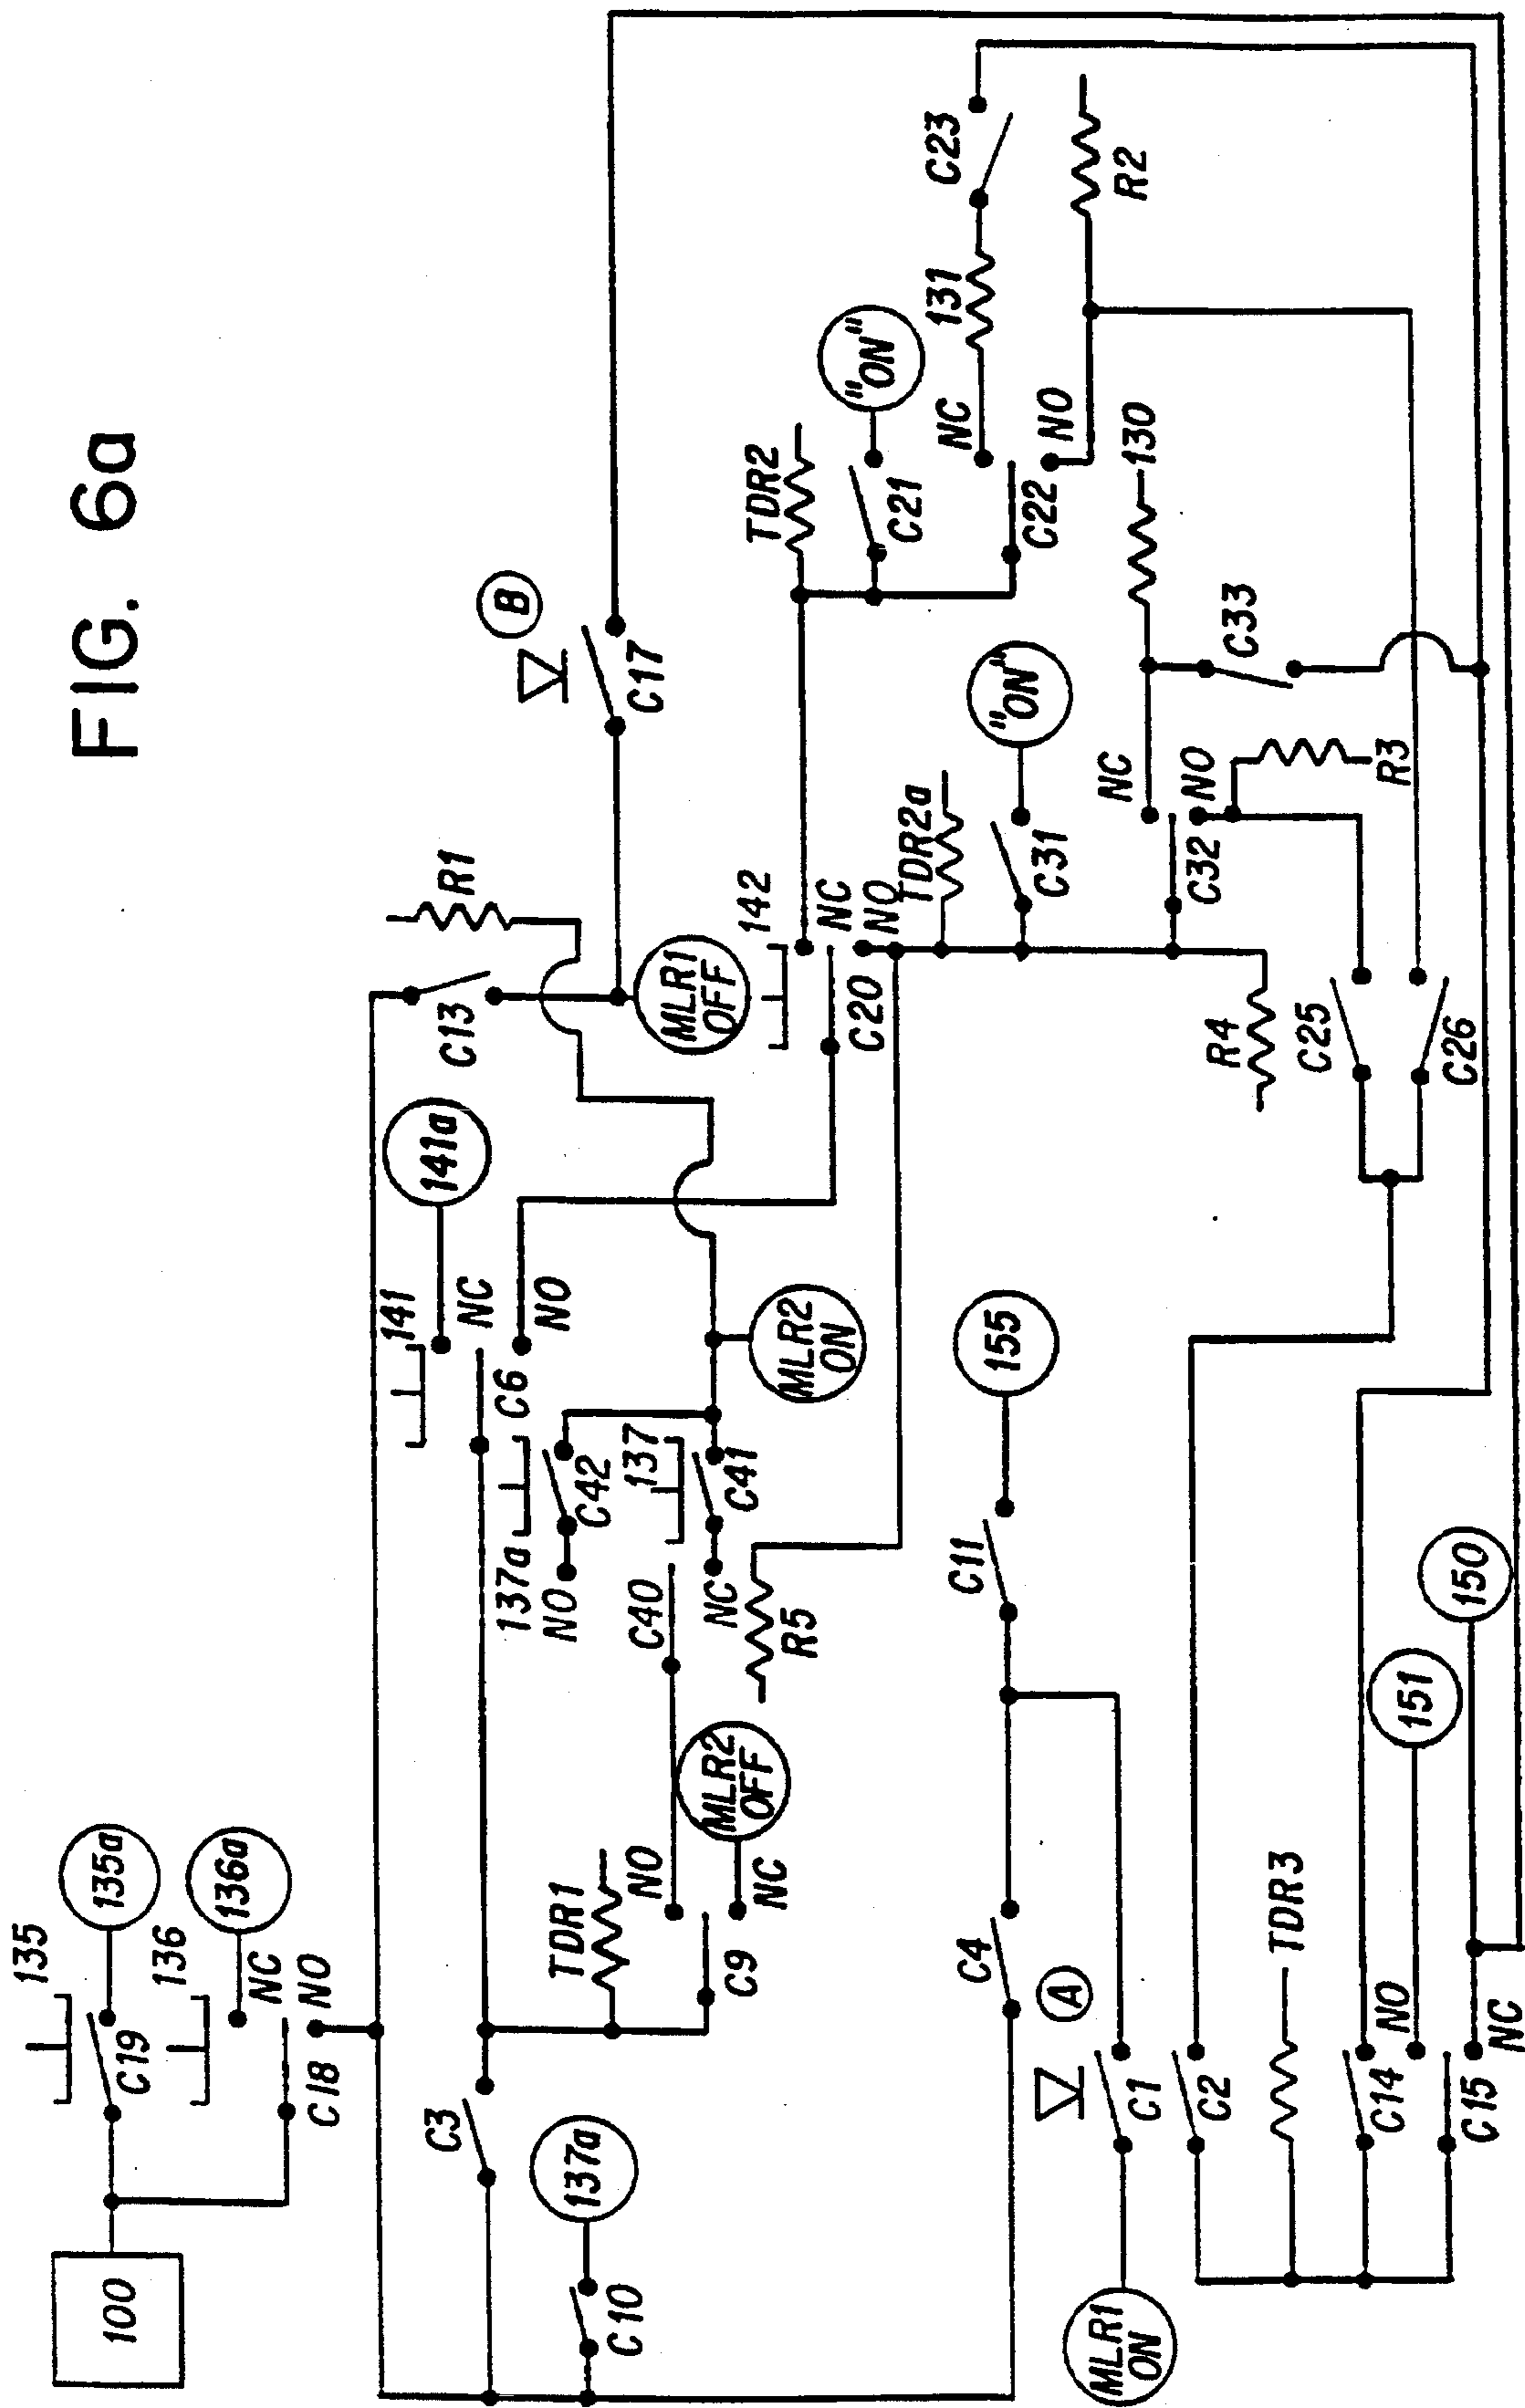 FIG. 6a
135
135a
C19
136
136a
NC
NO
C18
100
C3
137a
C10
TDR1
NO
NC
C9
MLR2
OFF
C40
137a
NO
C42
137
C41
NC
R5
141
141a
NC
C6
NO
MLR2
ON
C13
R1
MLR1
OFF
B
C17
142
NC
NO
C20
TDR2
C21
"ON"
NC
C22
NO
131
C23
R2
TDR2a
C31
"ON"
NC
C32
NO
130
C33
R3
R4
C25
C26
C11
155
C4
A
C1
MLR1
ON
C2
TDR3
C14
NO
151
C15
NC
150